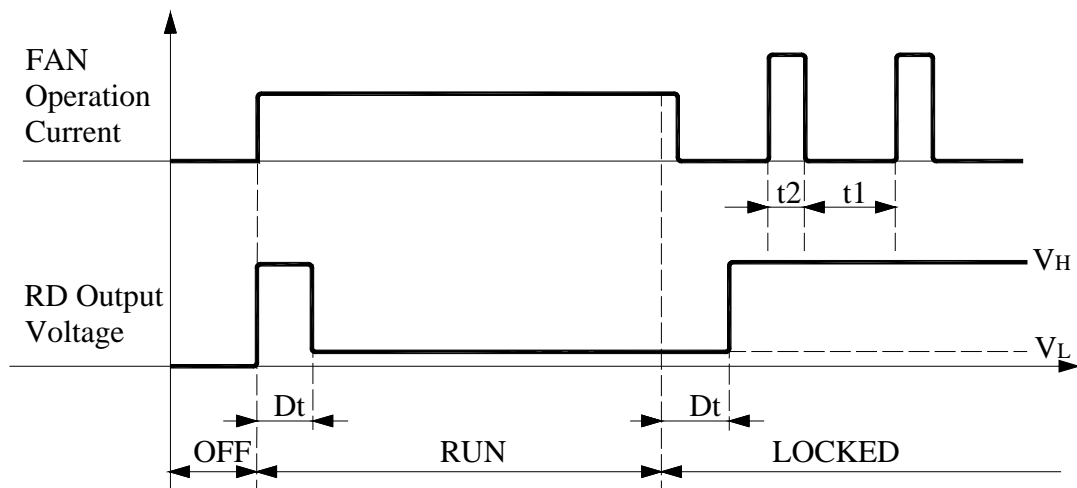 FAN
Operation
Current
t2
t1
VH
RD Output
Voltage
VL
Dt
Dt
OFF
RUN
LOCKED